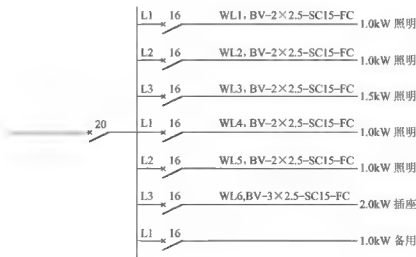 L1 16 WL1, BV-2×2.5-SC15-FC 1.0kW 照明
L2 16 WL2, BV-2×2.5-SC15-FC 1.0kW 照明
L3 16 WL3, BV-2×2.5-SC15-FC 1.5kW 照明
20 L1 16 WL4, BV-2×2.5-SC15-FC 1.0kW 照明
L2 16 WL5, BV-2×2.5-SC15-FC 1.0kW 照明
L3 16 WL6,BV-3×2.5-SC15-FC 2.0kW 插座
L1 16 1.0kW 备用